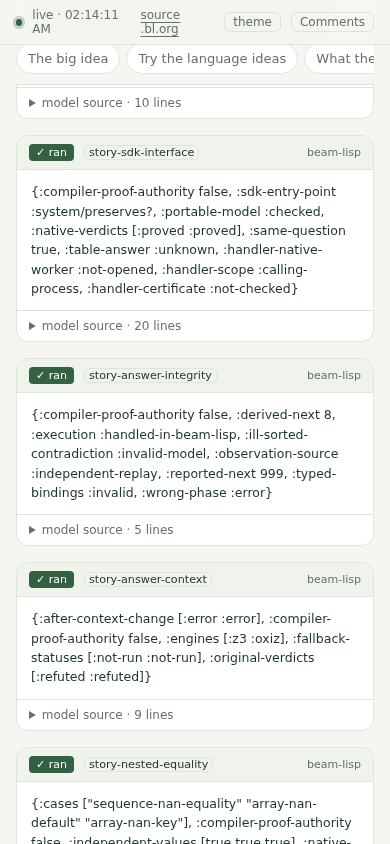 live · 02:14:11 AM
source .bl.org
theme
Comments
The big idea
Try the language ideas
What the
▶ model source · 10 lines
✓ ran story-sdk-interface beam-lisp
{:compiler-proof-authority false, :sdk-entry-point
:system/preserves?, :portable-model :checked,
:native-verdicts [:proved :proved], :same-question
true, :table-answer :unknown, :handler-native-
worker :not-opened, :handler-scope :calling-
process, :handler-certificate :not-checked}
▶ model source · 20 lines
✓ ran story-answer-integrity beam-lisp
{:compiler-proof-authority false, :derived-next 8,
:execution :handled-in-beam-lisp, :ill-sorted-
contradiction :invalid-model, :observation-source
:independent-replay, :reported-next 999, :typed-
bindings :invalid, :wrong-phase :error}
▶ model source · 5 lines
✓ ran story-answer-context beam-lisp
{:after-context-change [:error :error], :compiler-
proof-authority false, :engines [:z3 :oxiz], :fallback-
statuses [:not-run :not-run], :original-verdicts
[:refuted :refuted]}
▶ model source · 9 lines
✓ ran story-nested-equality beam-lisp
{:cases ["sequence-nan-equality" "array-nan-
default" "array-nan-key"], :compiler-proof-authority
false, :independent-values [true true true], :native-